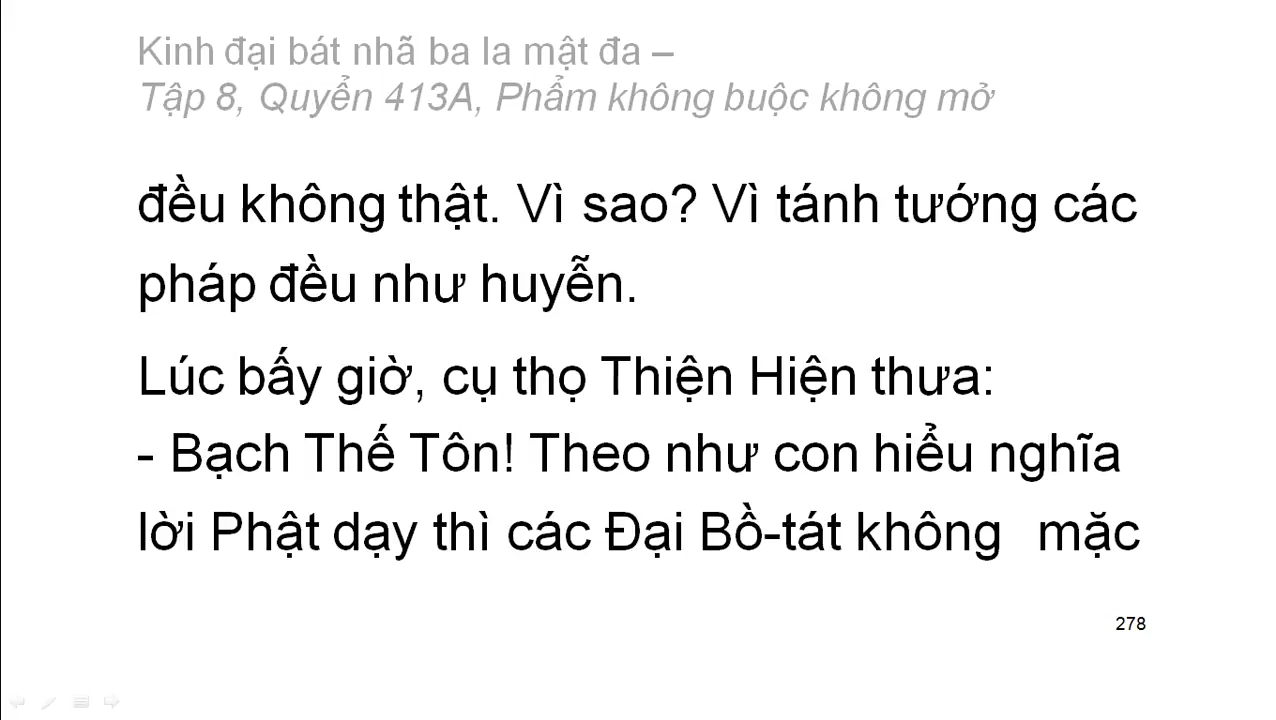 Kinh đại bát nhã ba la mật đa –
Tập 8, Quyển 413A, Phẩm không buộc không mở
đều không thật. Vì sao? Vì tánh tướng các
pháp đều như huyễn.
Lúc bấy giờ, cụ thọ Thiện Hiện thưa:
- Bạch Thế Tôn! Theo như con hiểu nghĩa
lời Phật dạy thì các Đại Bồ-tát không mặc
278